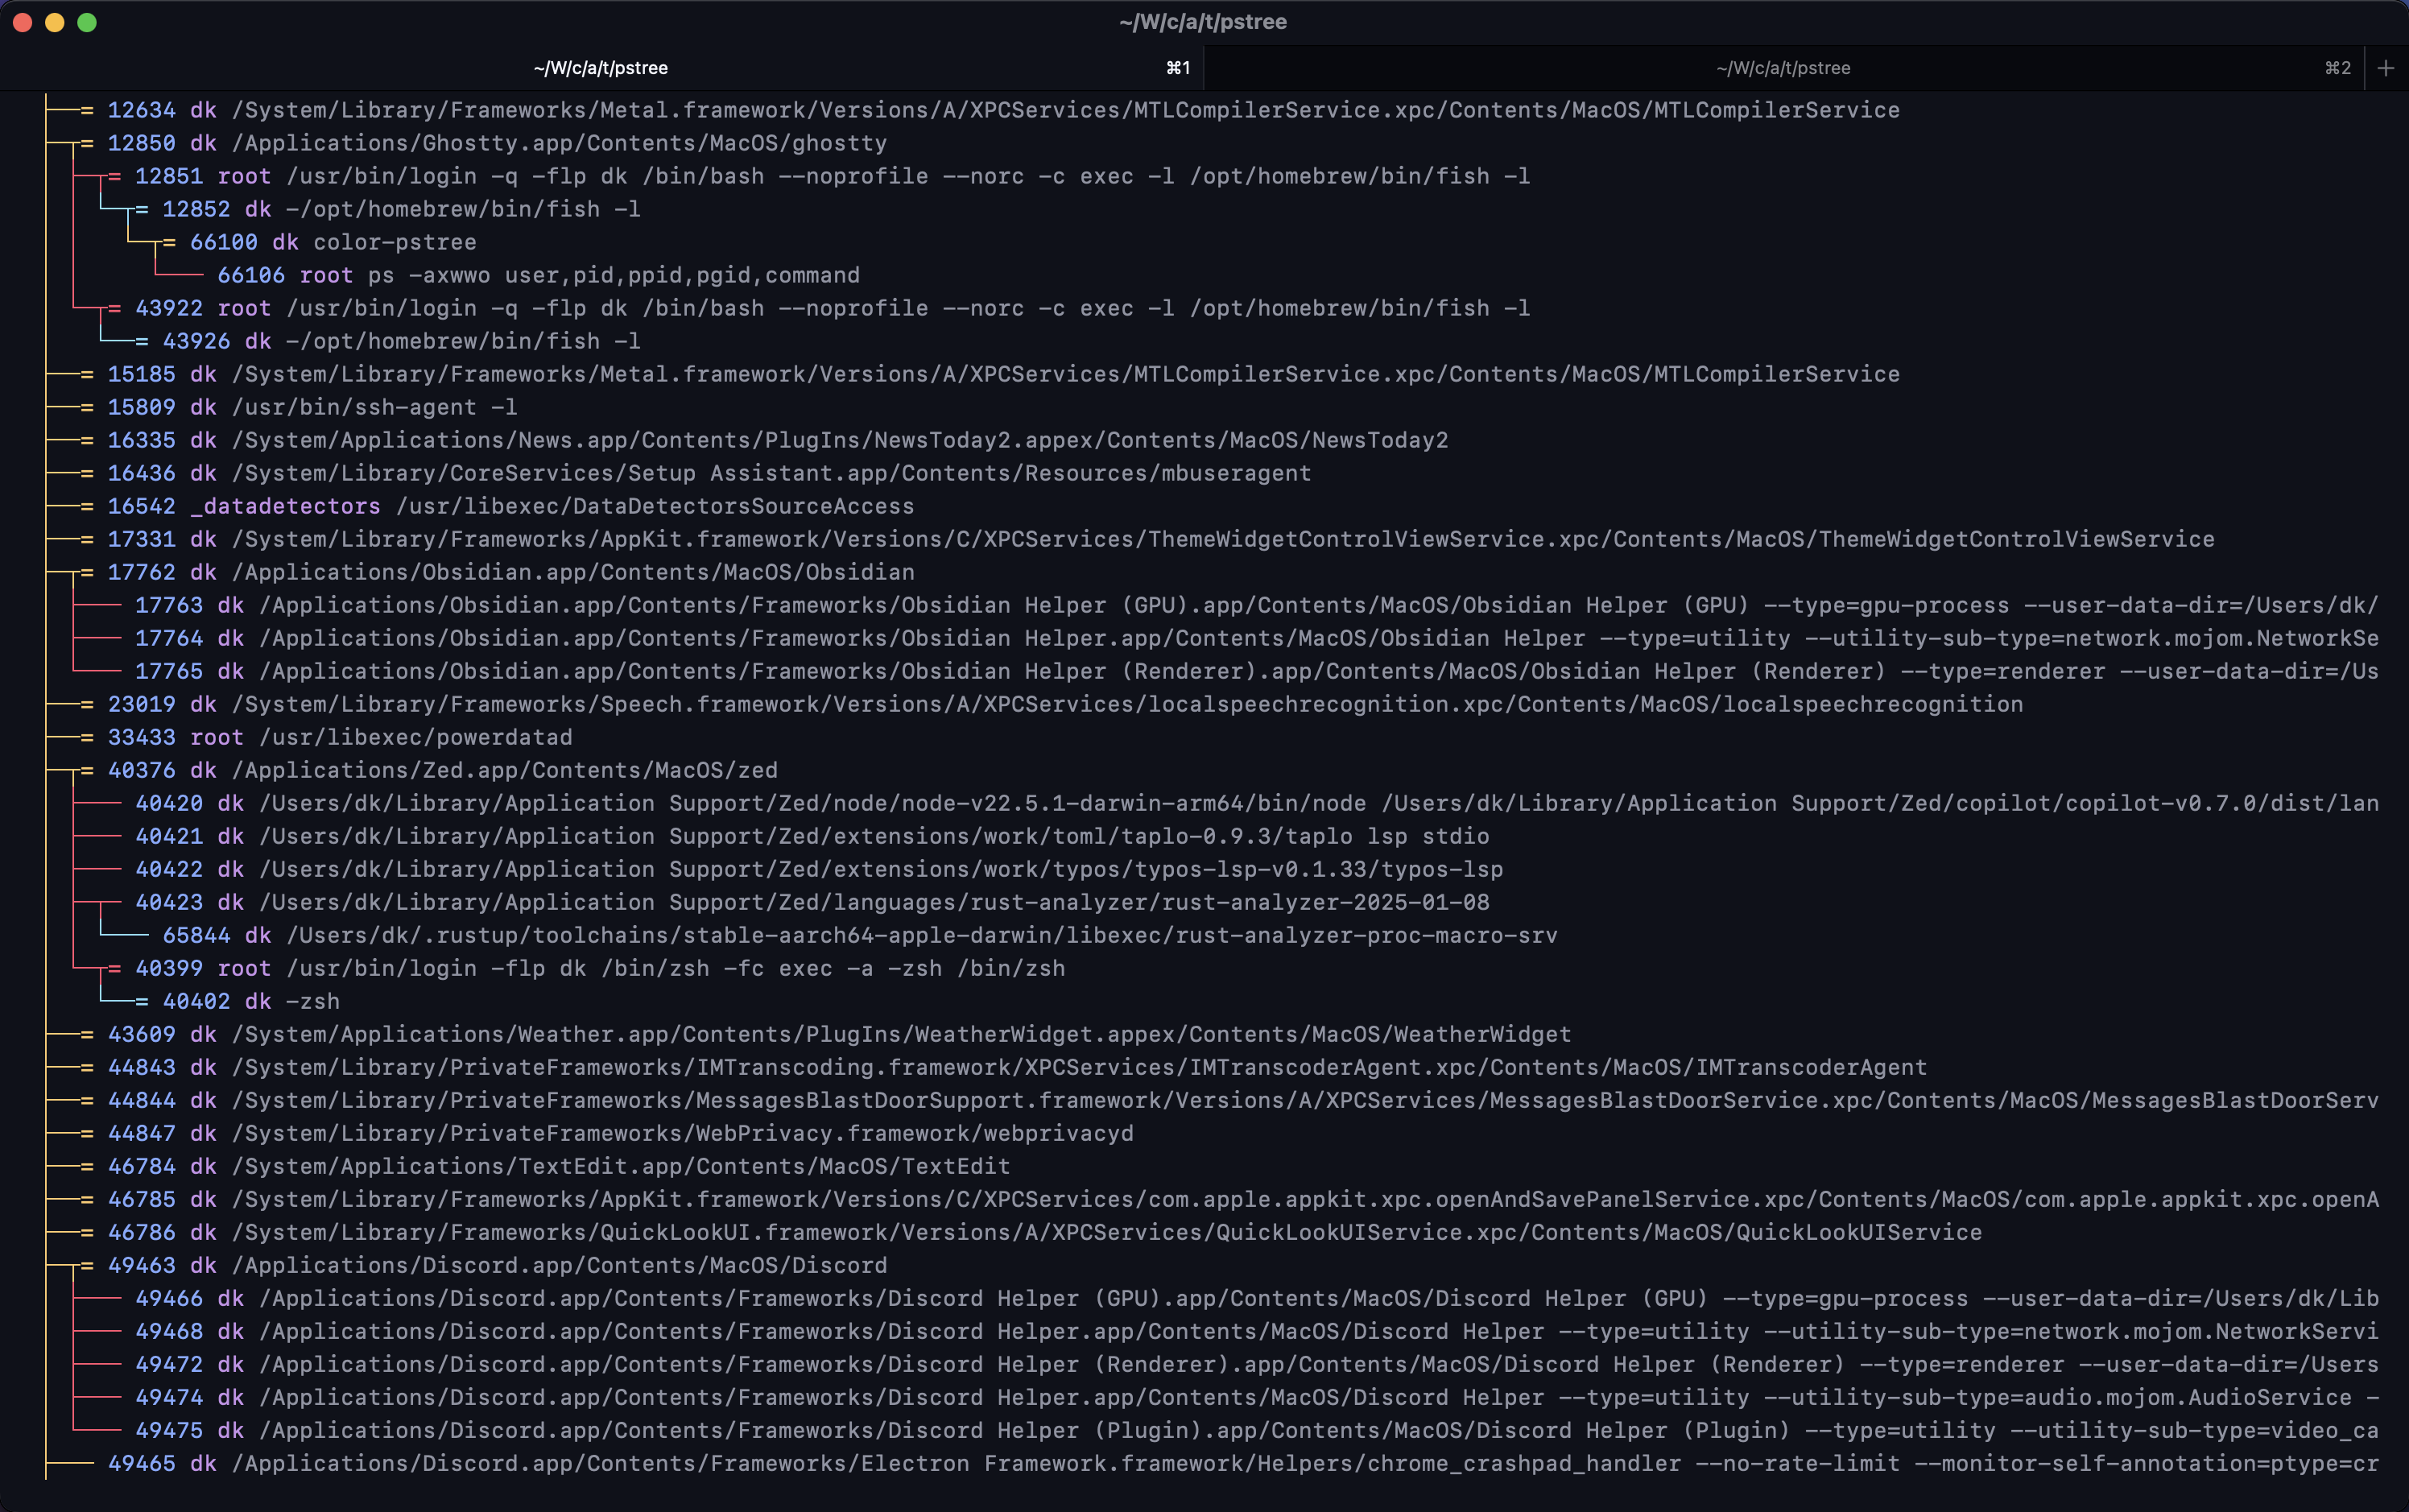 ~/W/c/a/t/pstree
~/W/c/a/t/pstree ⌘1 ~/W/c/a/t/pstree ⌘2 +
= 12634 dk /System/Library/Frameworks/Metal.framework/Versions/A/XPCServices/MTLCompilerService.xpc/Contents/MacOS/MTLCompilerService
= 12850 dk /Applications/Ghostty.app/Contents/MacOS/ghostty
= 12851 root /usr/bin/login -q -flp dk /bin/bash --noprofile --norc -c exec -l /opt/homebrew/bin/fish -l
= 12852 dk -/opt/homebrew/bin/fish -l
= 66100 dk color-pstree
66106 root ps -axwwo user,pid,ppid,pgid,command
= 43922 root /usr/bin/login -q -flp dk /bin/bash --noprofile --norc -c exec -l /opt/homebrew/bin/fish -l
= 43926 dk -/opt/homebrew/bin/fish -l
= 15185 dk /System/Library/Frameworks/Metal.framework/Versions/A/XPCServices/MTLCompilerService.xpc/Contents/MacOS/MTLCompilerService
= 15809 dk /usr/bin/ssh-agent -l
= 16335 dk /System/Applications/News.app/Contents/PlugIns/NewsToday2.appex/Contents/MacOS/NewsToday2
= 16436 dk /System/Library/CoreServices/Setup Assistant.app/Contents/Resources/mbuseragent
= 16542 _datadetectors /usr/libexec/DataDetectorsSourceAccess
= 17331 dk /System/Library/Frameworks/AppKit.framework/Versions/C/XPCServices/ThemeWidgetControlViewService.xpc/Contents/MacOS/ThemeWidgetControlViewService
= 17762 dk /Applications/Obsidian.app/Contents/MacOS/Obsidian
17763 dk /Applications/Obsidian.app/Contents/Frameworks/Obsidian Helper (GPU).app/Contents/MacOS/Obsidian Helper (GPU) --type=gpu-process --user-data-dir=/Users/dk/
17764 dk /Applications/Obsidian.app/Contents/Frameworks/Obsidian Helper.app/Contents/MacOS/Obsidian Helper --type=utility --utility-sub-type=network.mojom.NetworkSe
17765 dk /Applications/Obsidian.app/Contents/Frameworks/Obsidian Helper (Renderer).app/Contents/MacOS/Obsidian Helper (Renderer) --type=renderer --user-data-dir=/Us
= 23019 dk /System/Library/Frameworks/Speech.framework/Versions/A/XPCServices/localspeechrecognition.xpc/Contents/MacOS/localspeechrecognition
= 33433 root /usr/libexec/powerdatad
= 40376 dk /Applications/Zed.app/Contents/MacOS/zed
40420 dk /Users/dk/Library/Application Support/Zed/node/node-v22.5.1-darwin-arm64/bin/node /Users/dk/Library/Application Support/Zed/copilot/copilot-v0.7.0/dist/lan
40421 dk /Users/dk/Library/Application Support/Zed/extensions/work/toml/taplo-0.9.3/taplo lsp stdio
40422 dk /Users/dk/Library/Application Support/Zed/extensions/work/typos/typos-lsp-v0.1.33/typos-lsp
40423 dk /Users/dk/Library/Application Support/Zed/languages/rust-analyzer/rust-analyzer-2025-01-08
65844 dk /Users/dk/.rustup/toolchains/stable-aarch64-apple-darwin/libexec/rust-analyzer-proc-macro-srv
= 40399 root /usr/bin/login -flp dk /bin/zsh -fc exec -a -zsh /bin/zsh
= 40402 dk -zsh
= 43609 dk /System/Applications/Weather.app/Contents/PlugIns/WeatherWidget.appex/Contents/MacOS/WeatherWidget
= 44843 dk /System/Library/PrivateFrameworks/IMTranscoding.framework/XPCServices/IMTranscoderAgent.xpc/Contents/MacOS/IMTranscoderAgent
= 44844 dk /System/Library/PrivateFrameworks/MessagesBlastDoorSupport.framework/Versions/A/XPCServices/MessagesBlastDoorService.xpc/Contents/MacOS/MessagesBlastDoorServ
= 44847 dk /System/Library/PrivateFrameworks/WebPrivacy.framework/webprivacyd
= 46784 dk /System/Applications/TextEdit.app/Contents/MacOS/TextEdit
= 46785 dk /System/Library/Frameworks/AppKit.framework/Versions/C/XPCServices/com.apple.appkit.xpc.openAndSavePanelService.xpc/Contents/MacOS/com.apple.appkit.xpc.openA
= 46786 dk /System/Library/Frameworks/QuickLookUI.framework/Versions/A/XPCServices/QuickLookUIService.xpc/Contents/MacOS/QuickLookUIService
= 49463 dk /Applications/Discord.app/Contents/MacOS/Discord
49466 dk /Applications/Discord.app/Contents/Frameworks/Discord Helper (GPU).app/Contents/MacOS/Discord Helper (GPU) --type=gpu-process --user-data-dir=/Users/dk/Lib
49468 dk /Applications/Discord.app/Contents/Frameworks/Discord Helper.app/Contents/MacOS/Discord Helper --type=utility --utility-sub-type=network.mojom.NetworkServi
49472 dk /Applications/Discord.app/Contents/Frameworks/Discord Helper (Renderer).app/Contents/MacOS/Discord Helper (Renderer) --type=renderer --user-data-dir=/Users
49474 dk /Applications/Discord.app/Contents/Frameworks/Discord Helper.app/Contents/MacOS/Discord Helper --type=utility --utility-sub-type=audio.mojom.AudioService -
49475 dk /Applications/Discord.app/Contents/Frameworks/Discord Helper (Plugin).app/Contents/MacOS/Discord Helper (Plugin) --type=utility --utility-sub-type=video_ca
49465 dk /Applications/Discord.app/Contents/Frameworks/Electron Framework.framework/Helpers/chrome_crashpad_handler --no-rate-limit --monitor-self-annotation=ptype=cr